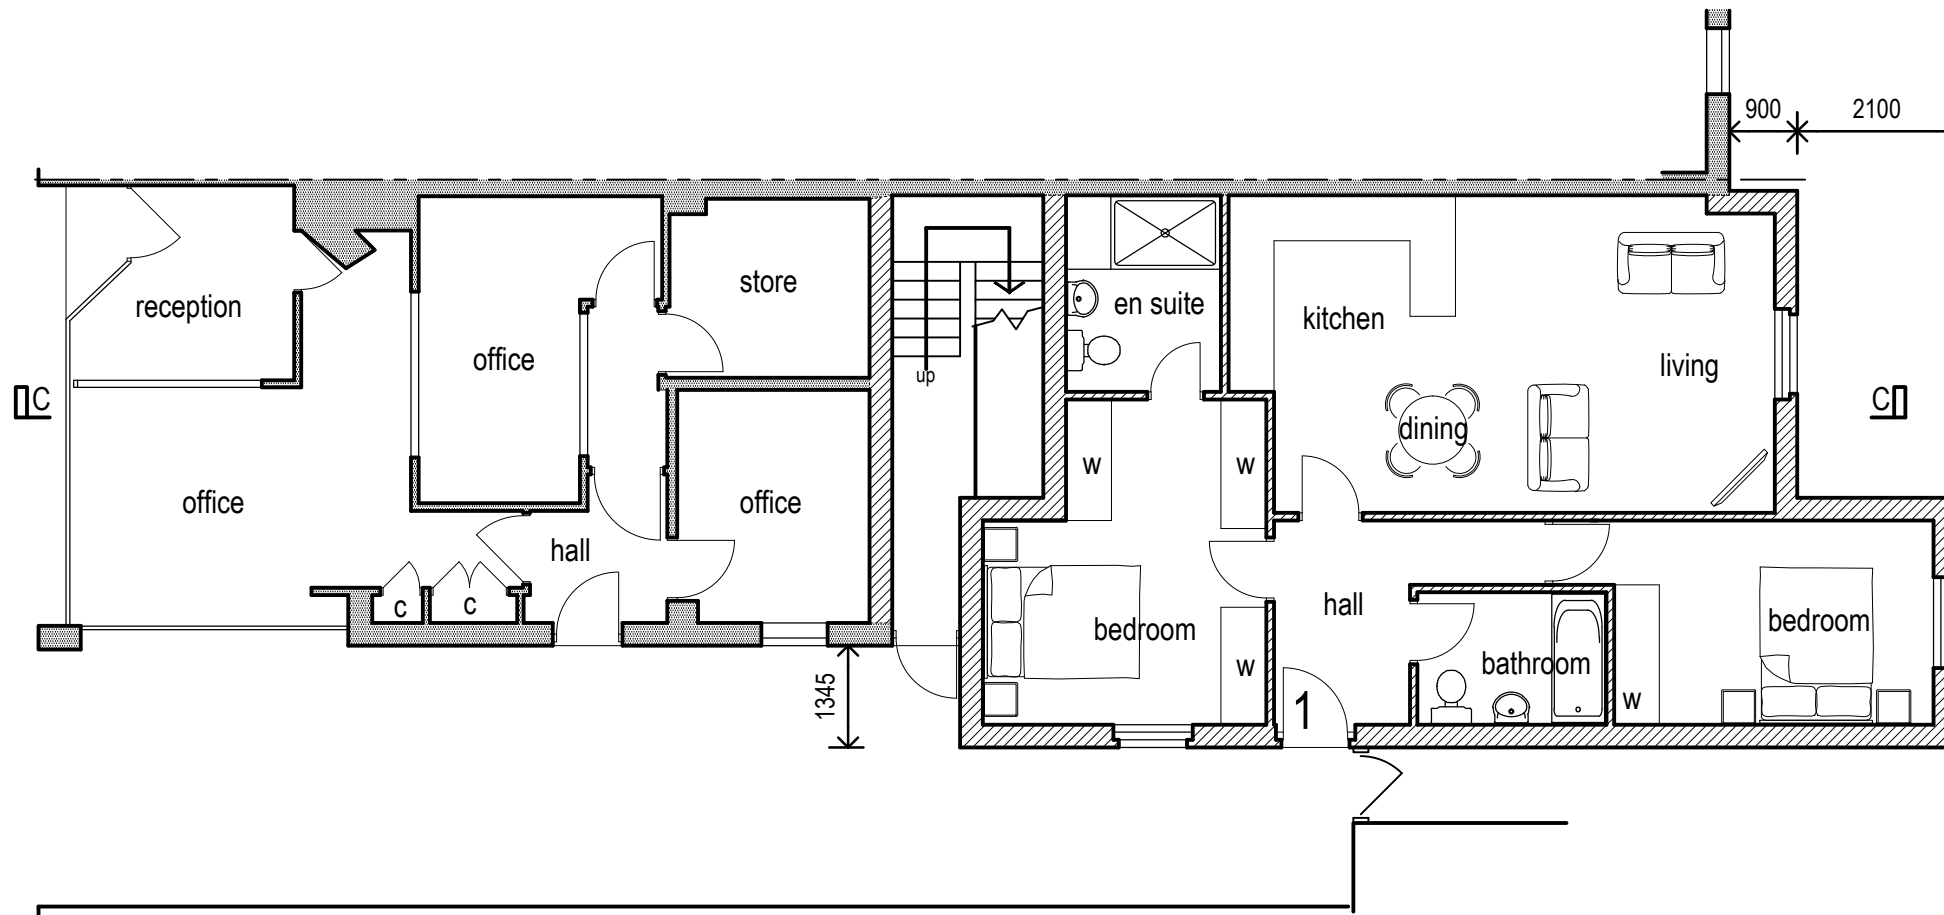 900
2100
reception
office
store
up
en suite
kitchen
living
C
C
dining
office
w
w
office
hall
c
c
bedroom
hall
bathroom
bedroom
w
w
1
1345